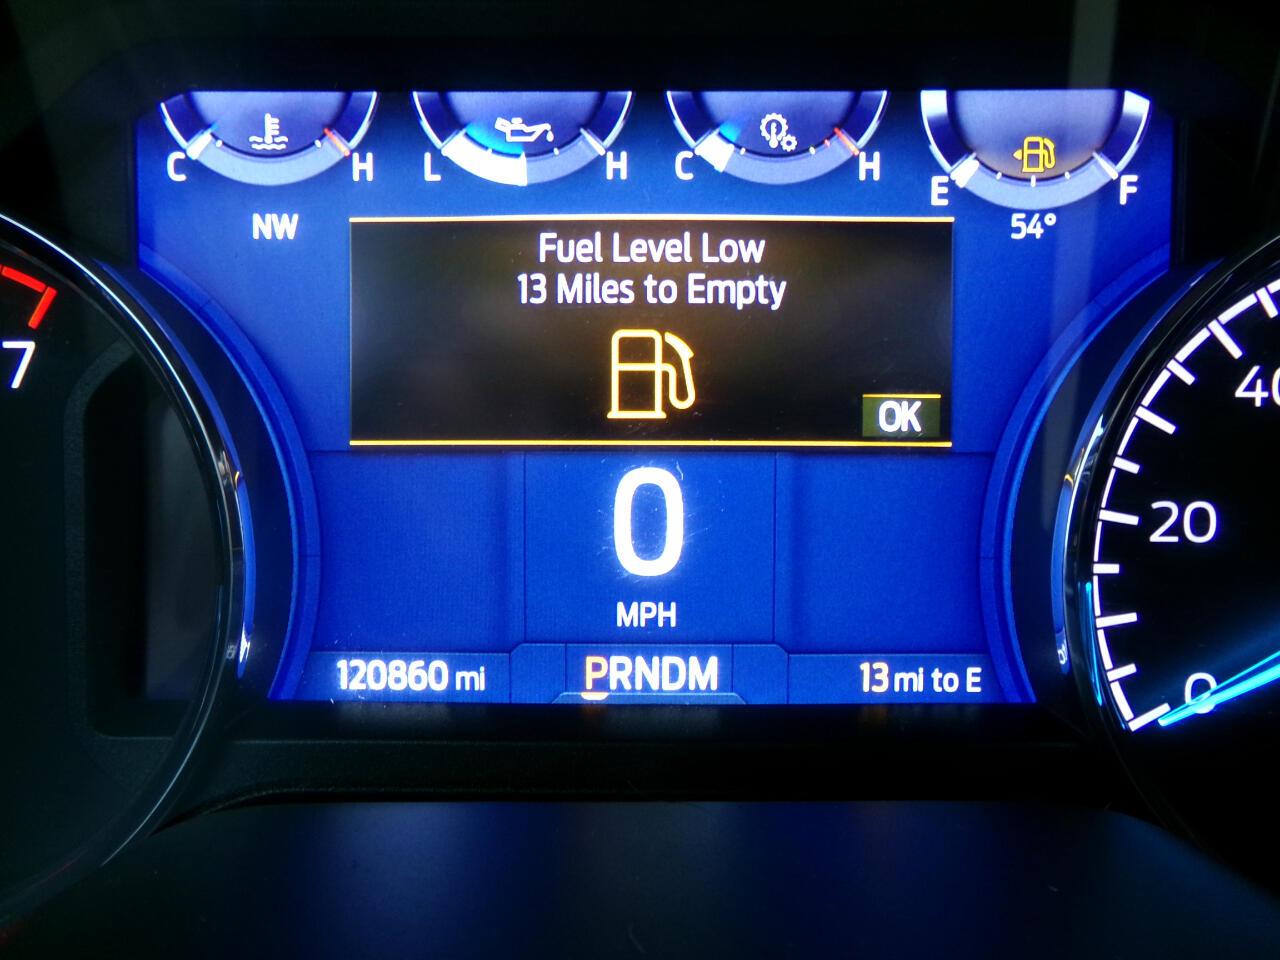 C H L H C H E F
NW 54°
Fuel Level Low
13 Miles to Empty
OK
7
40
20
0
0
MPH
120860 mi PRNDM 13 mi to E